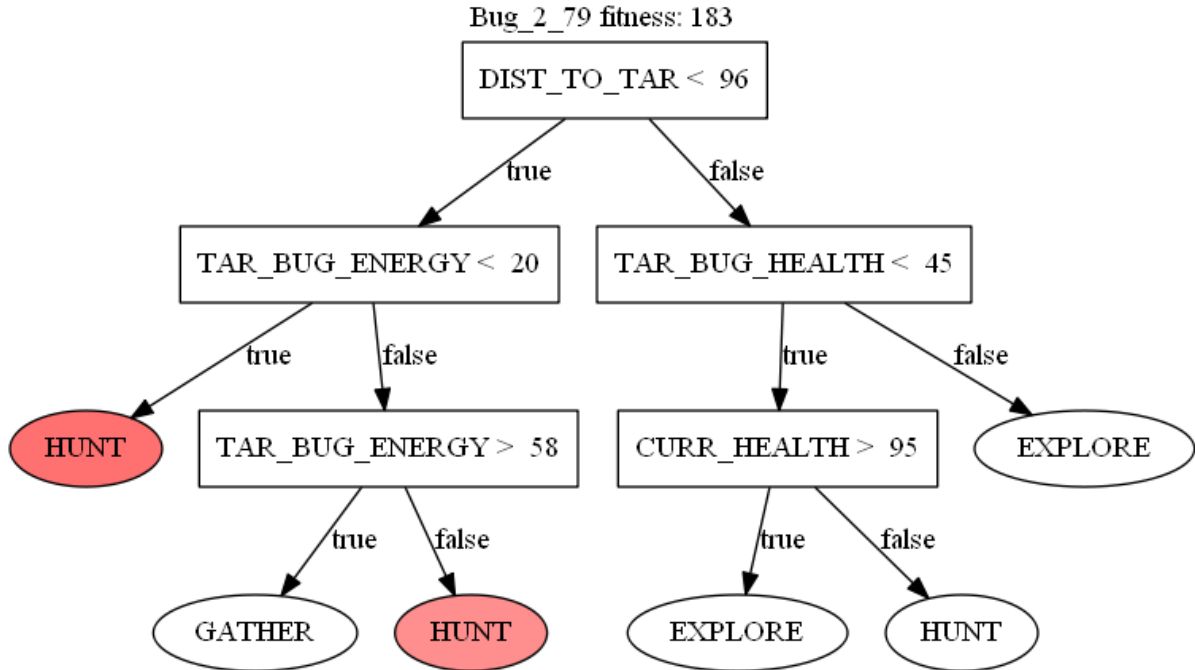 Bug_2_79 fitness: 183
DIST_TO_TAR < 96
true
false
TAR_BUG_ENERGY < 20
TAR_BUG_HEALTH < 45
true
false
true
false
HUNT
TAR_BUG_ENERGY > 58
CURR_HEALTH > 95
EXPLORE
true
false
true
false
GATHER
HUNT
EXPLORE
HUNT